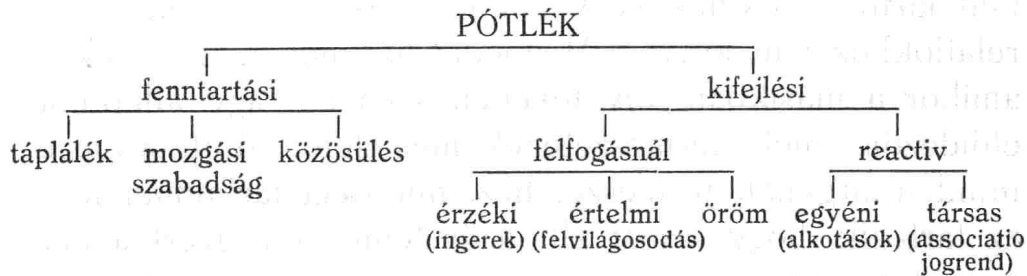 PÓTLÉK
fenntartási kifejlési
táplálék mozgási közösülés felfogásnál reactiv
szabadság
érzéki értelmi öröm egyéni társas
(ingerek) (felvilágosodás) (alkotások) (associatio
jogrend)